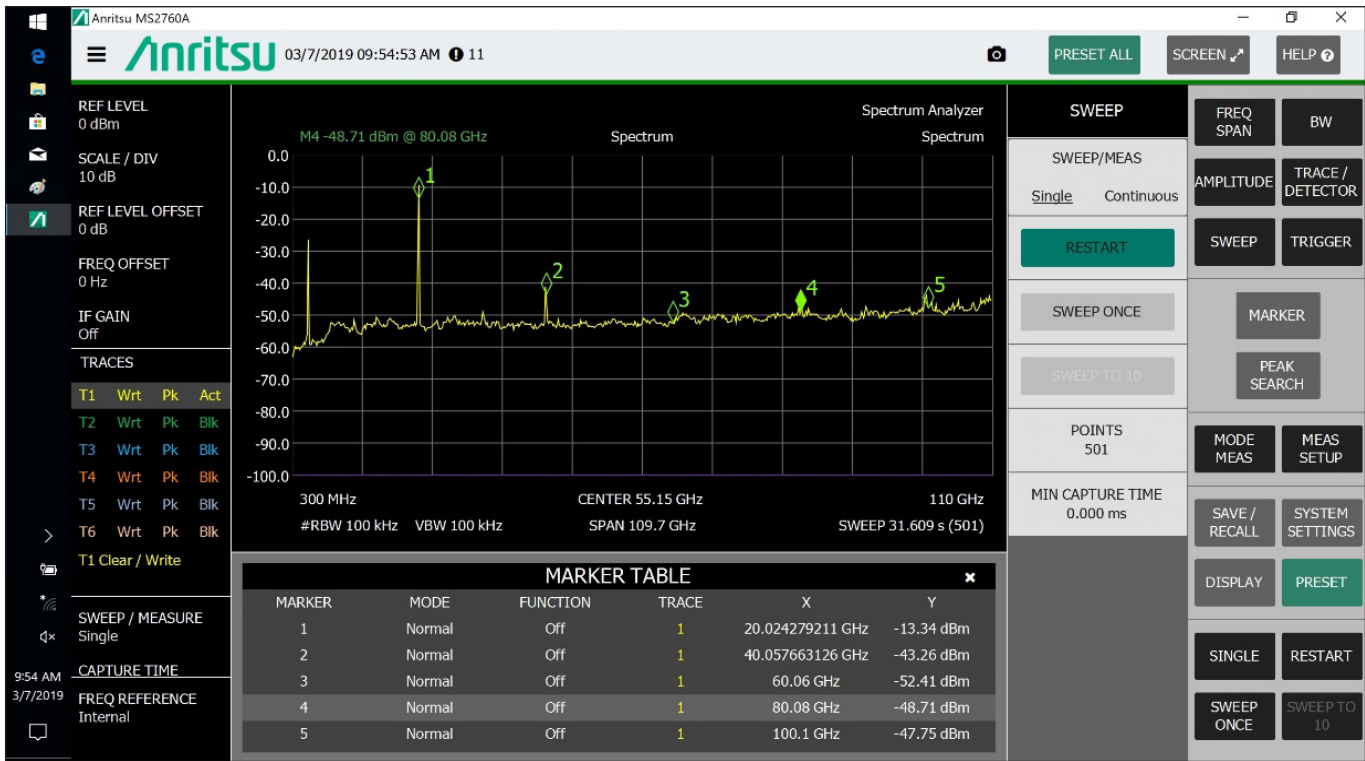 Anritsu MS2760A
Anritsu 03/7/2019 09:54:53 AM 11
PRESET ALL
SCREEN
HELP
REF LEVEL
0 dBm
SCALE / DIV
10 dB
REF LEVEL OFFSET
0 dB
FREQ OFFSET
0 Hz
IF GAIN
Off
TRACES
T1 Wrt Pk Act
T2 Wrt Pk Blk
T3 Wrt Pk Blk
T4 Wrt Pk Blk
T5 Wrt Pk Blk
T6 Wrt Pk Blk
T1 Clear / Write
SWEEP / MEASURE
Single
CAPTURE TIME
FREQ REFERENCE
Internal
9:54 AM
3/7/2019
Spectrum Analyzer
M4 -48.71 dBm @ 80.08 GHz
Spectrum
Spectrum
0.0
-10.0
-20.0
-30.0
-40.0
-50.0
-60.0
-70.0
-80.0
-90.0
-100.0
1
2
3
4
5
300 MHz CENTER 55.15 GHz 110 GHz
#RBW 100 kHz VBW 100 kHz SPAN 109.7 GHz SWEEP 31.609 s (501)
MARKER TABLE
MARKER MODE FUNCTION TRACE X Y
1 Normal Off 1 20.024279211 GHz -13.34 dBm
2 Normal Off 1 40.057663126 GHz -43.26 dBm
3 Normal Off 1 60.06 GHz -52.41 dBm
4 Normal Off 1 80.08 GHz -48.71 dBm
5 Normal Off 1 100.1 GHz -47.75 dBm
SWEEP
SWEEP/MEAS
Single Continuous
RESTART
SWEEP ONCE
SWEEP TO 10
POINTS
501
MIN CAPTURE TIME
0.000 ms
FREQ
SPAN
BW
AMPLITUDE
TRACE /
DETECTOR
SWEEP
TRIGGER
MARKER
PEAK
SEARCH
MODE
MEAS
MEAS
SETUP
SAVE /
RECALL
SYSTEM
SETTINGS
DISPLAY
PRESET
SINGLE
RESTART
SWEEP
ONCE
SWEEP TO
10